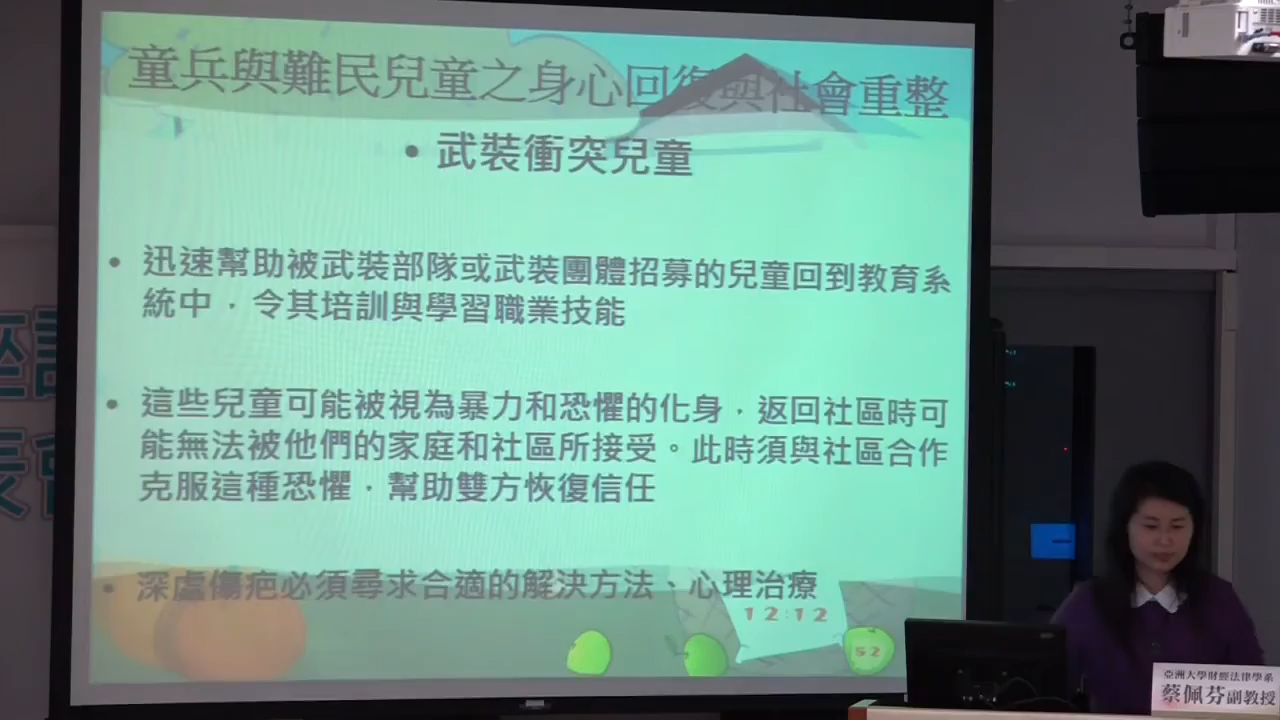 童兵與難民兒童之身心回復與社會重整
• 武裝衝突兒童
• 迅速幫助被武裝部隊或武裝團體招募的兒童回到教育系
統中，令其培訓與學習職業技能
• 這些兒童可能被視為暴力和恐懼的化身，返回社區時可
能無法被他們的家庭和社區所接受。此時須與社區合作
克服這種恐懼，幫助雙方恢復信任
• 深處傷疤必須尋求合適的解決方法、心理治療
12:12
52
亞洲大學財經法律學系
蔡佩芬副教授